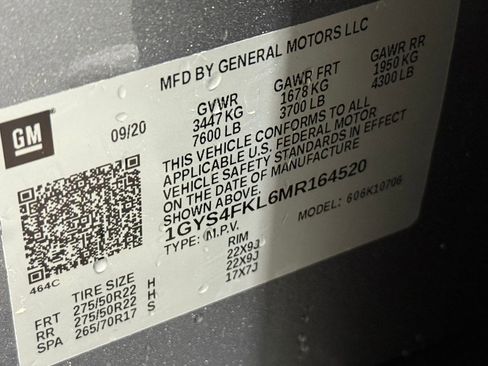 MFD BY GENERAL MOTORS LLC
GM
09/20
GVWR GAWR FRT GAWR RR
3447 KG 1678 KG 1950 KG
7600 LB 3700 LB 4300 LB
THIS VEHICLE CONFORMS TO ALL
APPLICABLE U.S. FEDERAL MOTOR
VEHICLE SAFETY STANDARDS IN EFFECT
ON THE DATE OF MANUFACTURE
SHOWN ABOVE.
1GYS4FKL6MR164520
TYPE: M.P.V. MODEL: 606K10706
464C
TIRE SIZE RIM
FRT 275/50R22 H 22X9J
RR 275/50R22 H 22X9J
SPA 265/70R17 S 17X7J